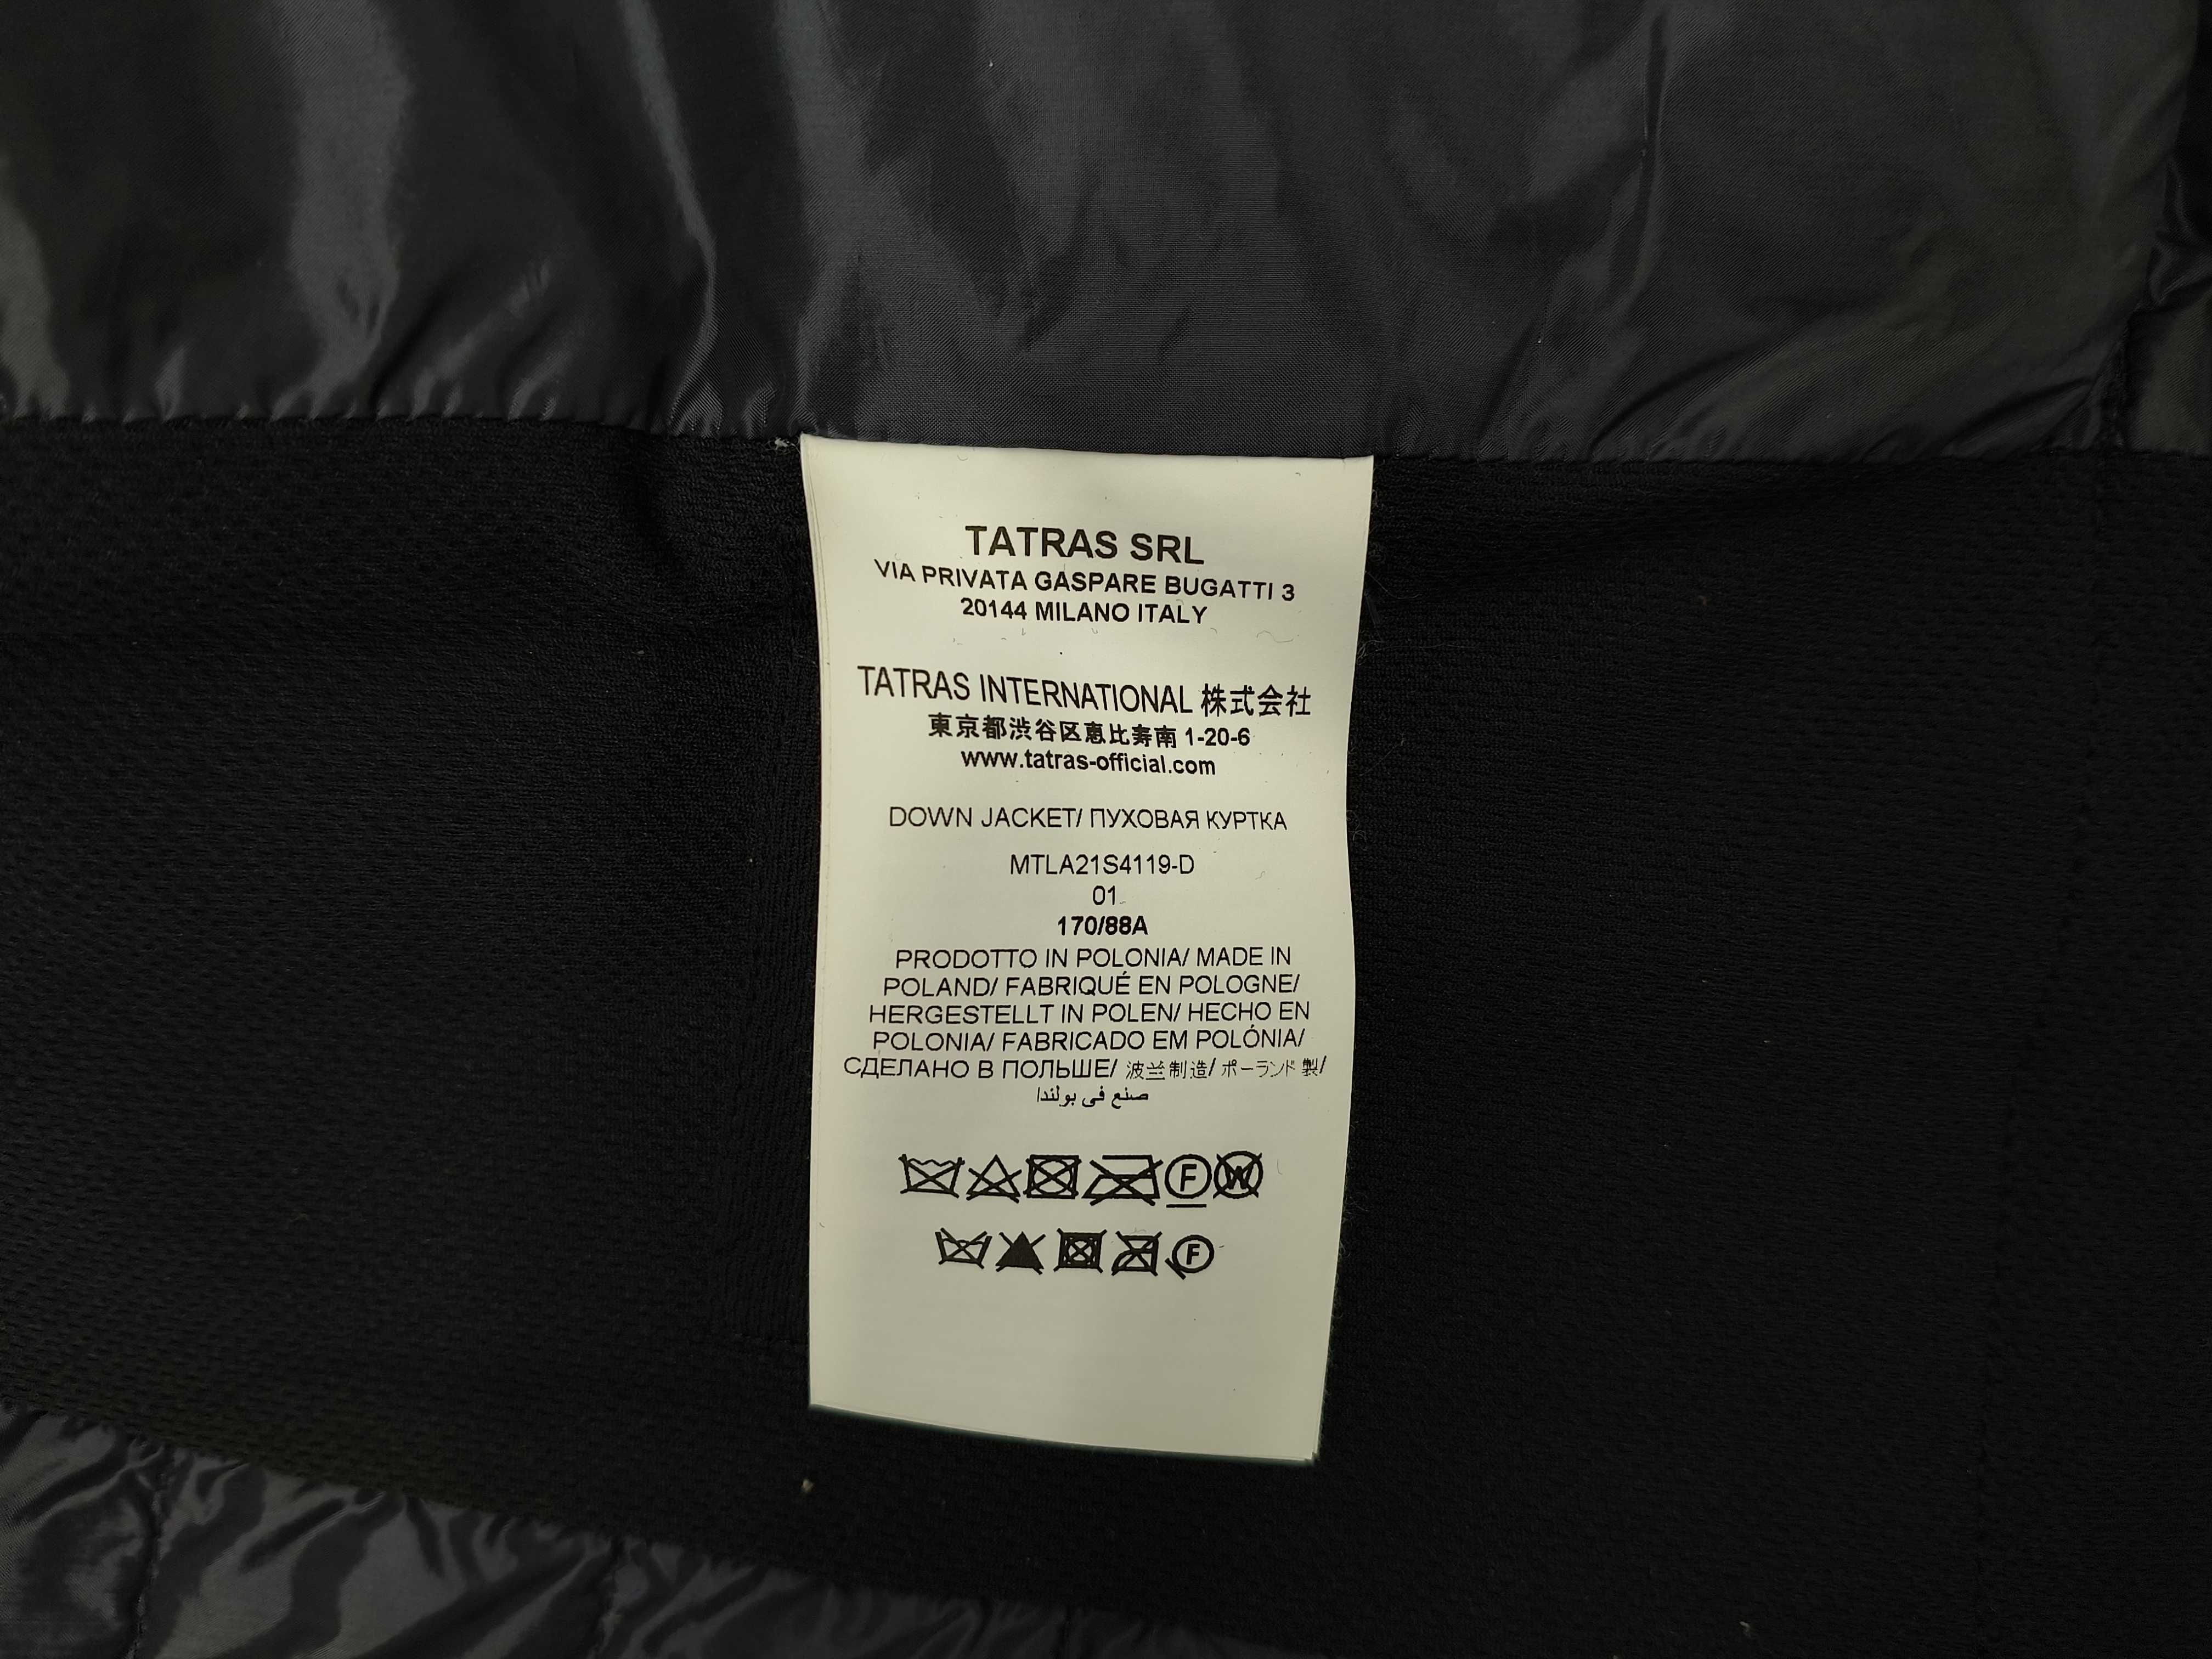 TATRAS SRL
VIA PRIVATA GASPARE BUGATTI 3
20144 MILANO ITALY
TATRAS INTERNATIONAL 株式会社
東京都渋谷区恵比寿南 1-20-6
www.tatras-official.com
DOWN JACKET/ ПУХОВАЯ КУРТКА
MTLA21S4119-D
01
170/88A
PRODOTTO IN POLONIA/ MADE IN
POLAND/ FABRIQUÉ EN POLOGNE/
HERGESTELLT IN POLEN/ HECHO EN
POLONIA/ FABRICADO EM POLÓNIA/
СДЕЛАНО В ПОЛЬШЕ/ 波兰制造/ ポーランド製/
صنع فى بولندا
F W
F